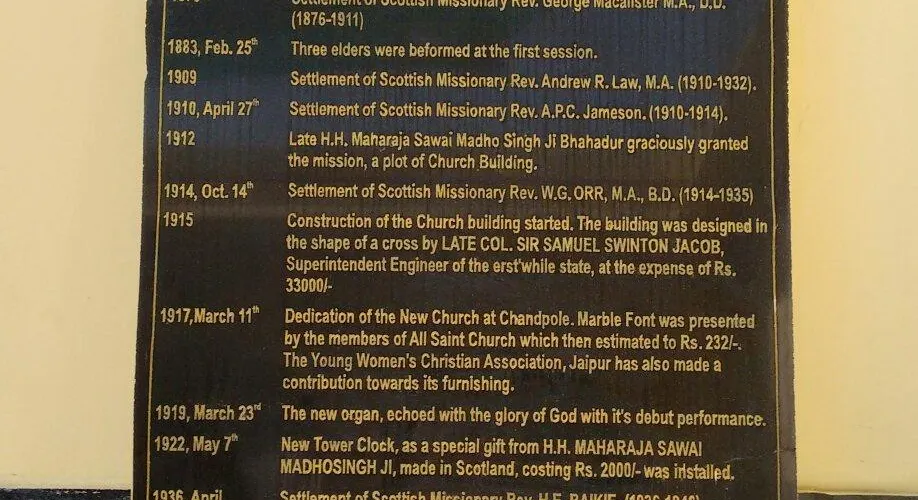 Settlement of Scottish Missionary Rev. George Macalister M.A., D.D.
(1876-1911)
1883, Feb. 25th Three elders were beformed at the first session.
1909 Settlement of Scottish Missionary Rev. Andrew R. Law, M.A. (1910-1932).
1910, April 27th Settlement of Scottish Missionary Rev. A.P.C. Jameson. (1910-1914).
1912 Late H.H. Maharaja Sawai Madho Singh Ji Bhahadur graciously granted
the mission, a plot of Church Building.
1914, Oct. 14th Settlement of Scottish Missionary Rev. W.G. ORR, M.A., B.D. (1914-1935)
1915 Construction of the Church building started. The building was designed in
the shape of a cross by LATE COL. SIR SAMUEL SWINTON JACOB,
Superintendent Engineer of the erst'while state, at the expense of Rs.
33000/-
1917,March 11th Dedication of the New Church at Chandpole. Marble Font was presented
by the members of All Saint Church which then estimated to Rs. 232/-.
The Young Women's Christian Association, Jaipur has also made a
contribution towards its furnishing.
1919, March 23rd The new organ, echoed with the glory of God with it's debut performance.
1922, May 7th New Tower Clock, as a special gift from H.H. MAHARAJA SAWAI
MADHOSINGH JI, made in Scotland, costing Rs. 2000/- was installed.
1936, April Settlement of Scottish Missionary Rev. H.E.